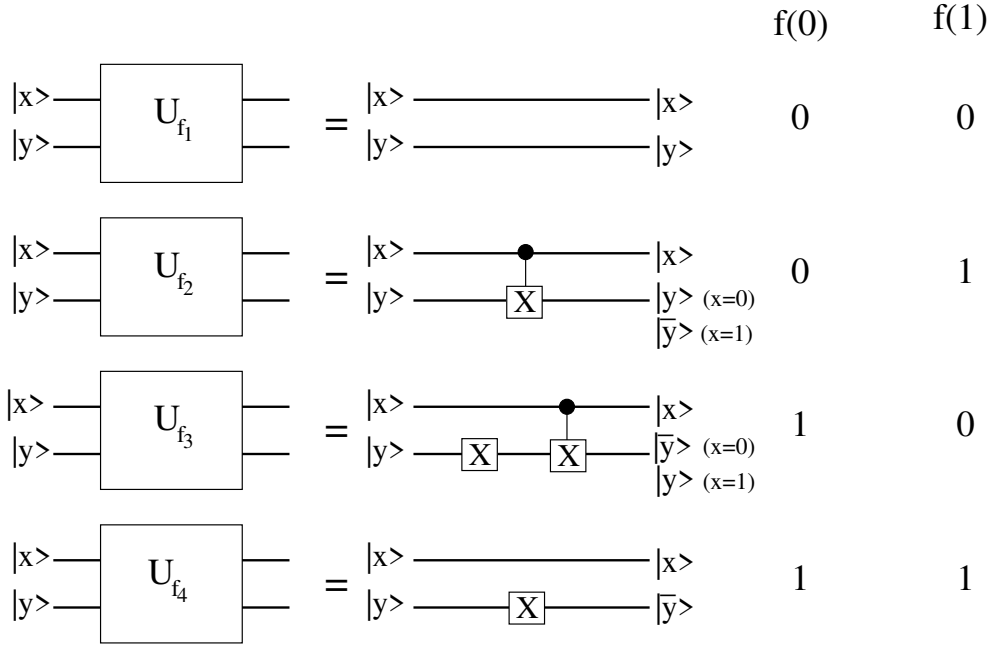 f(0) f(1)
|x> U_f₁ |x> |x> 0 0
|y> = |y> |y>
|x> U_f₂ |x> |x> 0 1
|y> = |y> X |y> (x=0)
|y̅> (x=1)
|x> U_f₃ |x> |x> 1 0
|y> = |y> X X |y̅> (x=0)
|y> (x=1)
|x> U_f₄ |x> |x> 1 1
|y> = |y> X |y̅>